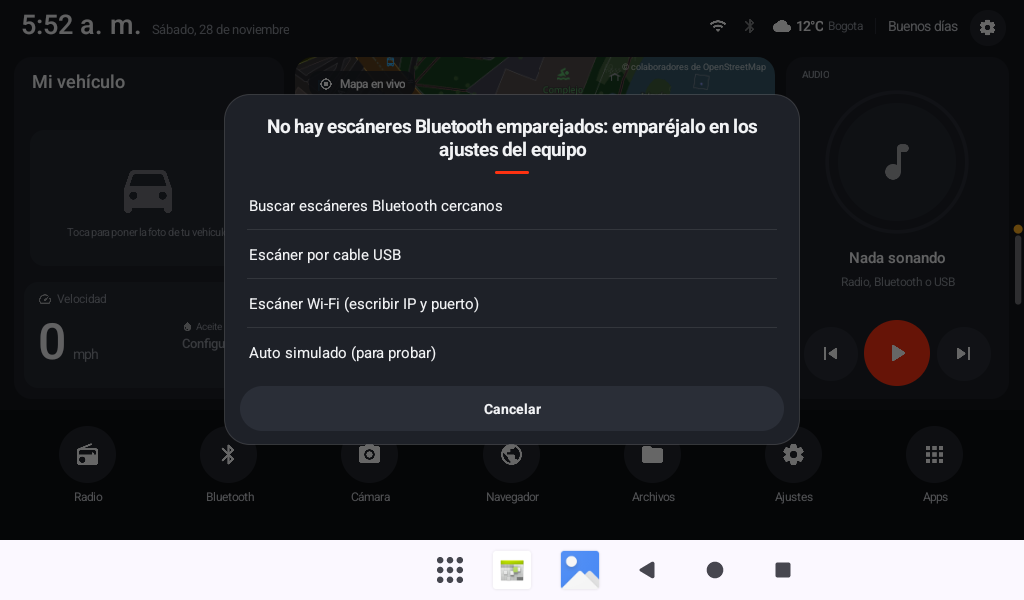 5:52 a. m.
Sábado, 28 de noviembre
12°C Bogota
Buenos días
Mi vehículo
Mapa en vivo
© colaboradores de OpenStreetMap
Complejo
AUDIO
No hay escáneres Bluetooth emparejados: emparéjalo en los
ajustes del equipo
Buscar escáneres Bluetooth cercanos
Escáner por cable USB
Escáner Wi-Fi (escribir IP y puerto)
Auto simulado (para probar)
Cancelar
Toca para poner la foto de tu
Velocidad
0 mph
Aceite
Nada sonando
Radio, Bluetooth o USB
Radio
Bluetooth
Cámara
Navegador
Archivos
Ajustes
Apps